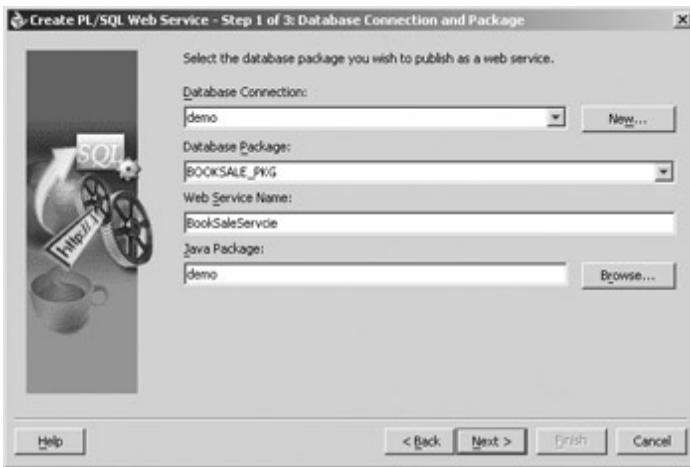 Create PL/SQL Web Service - Step 1 of 3: Database Connection and Package
Select the database package you wish to publish as a web service.
Database Connection:
demo
New...
Database Package:
BOOKSALE_PKG
Web Service Name:
BookSaleServcie
Java Package:
demo
Browse...
SQL
http://
Help
< Back
Next >
Finish
Cancel